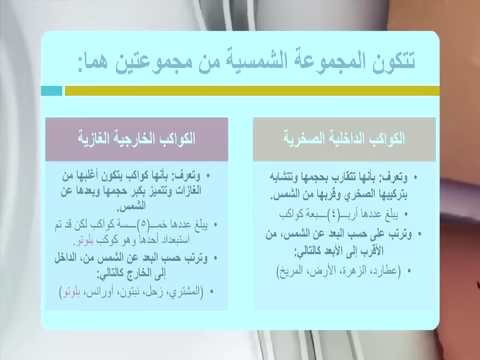 تتكون المجموعة الشمسية من مجموعتين هما:
الكواكب الداخلية الصخرية
وتعرف: بأنها تتقارب بحجمها وتتشابه
بتركيبها الصخري وقربها من الشمس.
يبلغ عددها أربـ(٤)ـــبعة كواكب
وترتب على حسب البعد عن الشمس، من
الأقرب إلى الأبعد كالتالي:
(عطارد، الزهرة، الأرض، المريخ)
الكواكب الخارجية الغازية
وتعرف: بأنها كواكب يتكون أغلبها من
الغازات وتتميز بكبر حجمها وبعدها عن
الشمس.
يبلغ عددها خمــ(٥)ـــسة كواكب لكن قد تم
استبعاد أحدها وهو كوكب بلوتو.
وترتب حسب البعد عن الشمس من، الداخل
إلى الخارج كالتالي:
(المشتري، زحل، نبتون، أورانس، بلوتو)